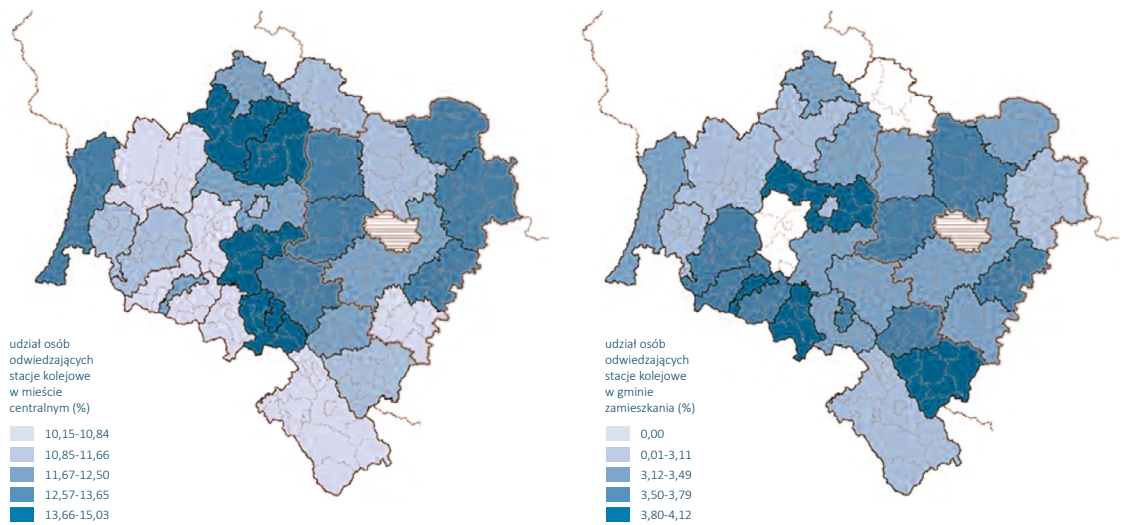 udział osób
odwiedzających
stacje kolejowe
w mieście
centralnym (%)
10,15-10,84
10,85-11,66
11,67-12,50
12,57-13,65
13,66-15,03
udział osób
odwiedzających
stacje kolejowe
w gminie
zamieszkania (%)
0,00
0,01-3,11
3,12-3,49
3,50-3,79
3,80-4,12